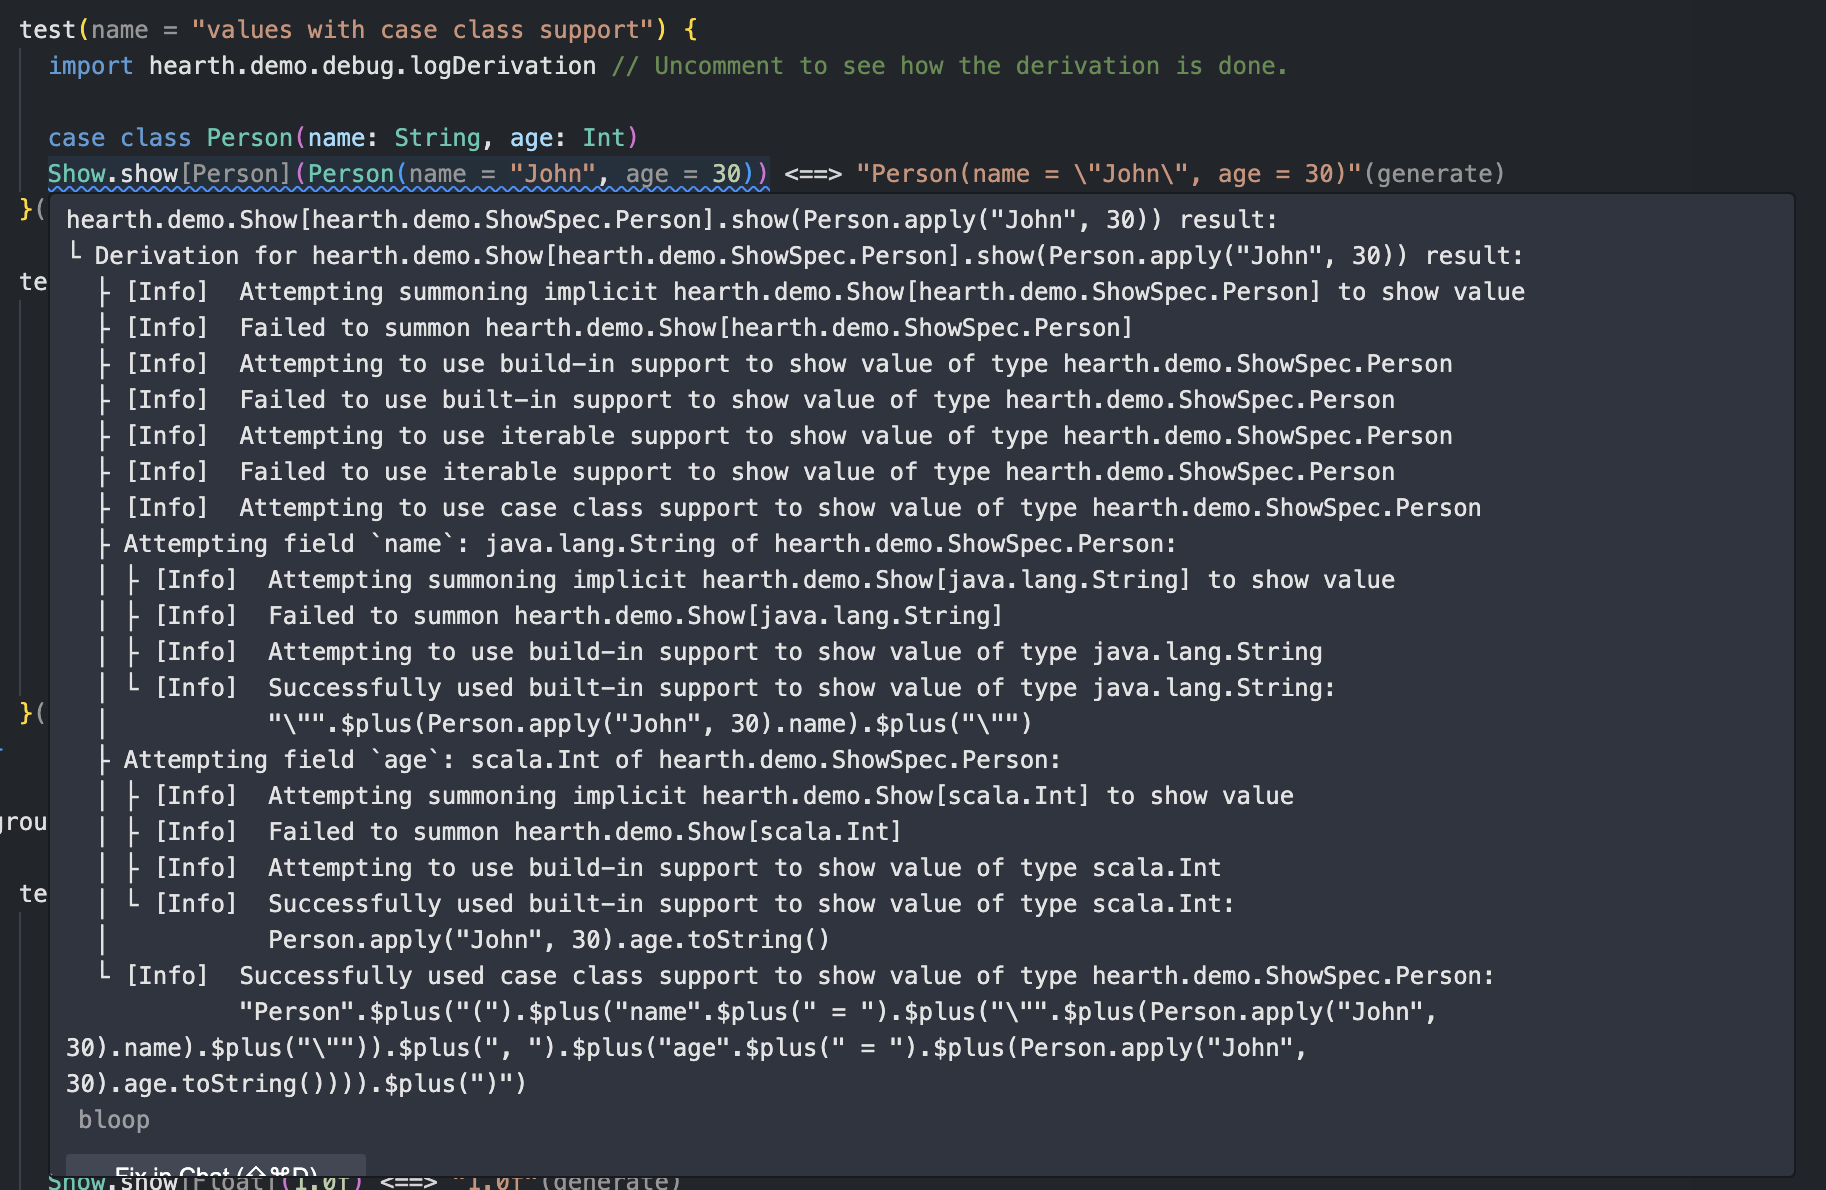 test(name = "values with case class support") {
import hearth.demo.debug.logDerivation // Uncomment to see how the derivation is done.
case class Person(name: String, age: Int)
Show.show[Person](Person(name = "John", age = 30)) <==> "Person(name = \"John\", age = 30)"(generate)
}(
hearth.demo.Show[hearth.demo.ShowSpec.Person].show(Person.apply("John", 30)) result:
└ Derivation for hearth.demo.Show[hearth.demo.ShowSpec.Person].show(Person.apply("John", 30)) result:
te
├ [Info]  Attempting summoning implicit hearth.demo.Show[hearth.demo.ShowSpec.Person] to show value
├ [Info]  Failed to summon hearth.demo.Show[hearth.demo.ShowSpec.Person]
├ [Info]  Attempting to use build-in support to show value of type hearth.demo.ShowSpec.Person
├ [Info]  Failed to use built-in support to show value of type hearth.demo.ShowSpec.Person
├ [Info]  Attempting to use iterable support to show value of type hearth.demo.ShowSpec.Person
├ [Info]  Failed to use iterable support to show value of type hearth.demo.ShowSpec.Person
├ [Info]  Attempting to use case class support to show value of type hearth.demo.ShowSpec.Person
├ Attempting field `name`: java.lang.String of hearth.demo.ShowSpec.Person:
│ ├ [Info]  Attempting summoning implicit hearth.demo.Show[java.lang.String] to show value
│ ├ [Info]  Failed to summon hearth.demo.Show[java.lang.String]
│ ├ [Info]  Attempting to use build-in support to show value of type java.lang.String
│ └ [Info]  Successfully used built-in support to show value of type java.lang.String:
}(
│           "\"".$plus(Person.apply("John", 30).name).$plus("\"")
├ Attempting field `age`: scala.Int of hearth.demo.ShowSpec.Person:
│ ├ [Info]  Attempting summoning implicit hearth.demo.Show[scala.Int] to show value
grou
│ ├ [Info]  Failed to summon hearth.demo.Show[scala.Int]
│ ├ [Info]  Attempting to use build-in support to show value of type scala.Int
te
│ └ [Info]  Successfully used built-in support to show value of type scala.Int:
│           Person.apply("John", 30).age.toString()
└ [Info]  Successfully used case class support to show value of type hearth.demo.ShowSpec.Person:
"Person".$plus("(").$plus("name".$plus(" = ").$plus("\"".$plus(Person.apply("John",
30).name).$plus("\"")).$plus(", ").$plus("age".$plus(" = ").$plus(Person.apply("John",
30).age.toString()))).$plus(")")
bloop
Fix in Chat (⇧⌘D)
Show.show[Float](1.0f) <==> "1.0f"(generate)